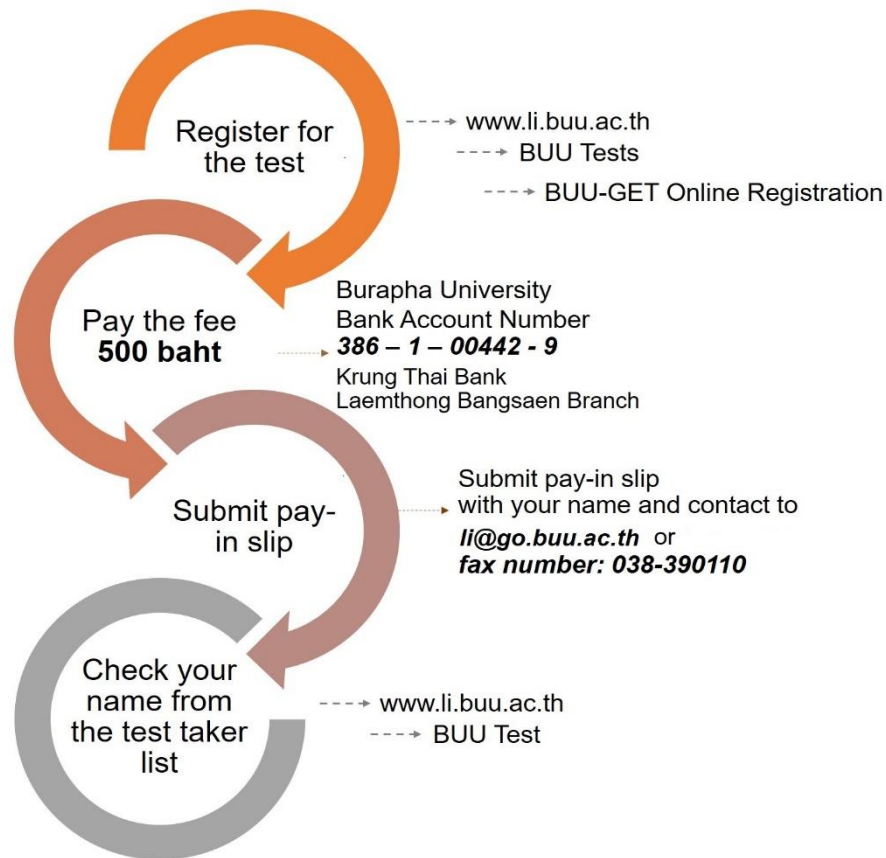 Register for
the test
www.li.buu.ac.th
BUU Tests
BUU-GET Online Registration
Pay the fee
500 baht
Burapha University
Bank Account Number
386 – 1 – 00442 - 9
Krung Thai Bank
Laemthong Bangsaen Branch
Submit pay-
in slip
Submit pay-in slip
with your name and contact to
li@go.buu.ac.th or
fax number: 038-390110
Check your
name from
the test taker
list
www.li.buu.ac.th
BUU Test